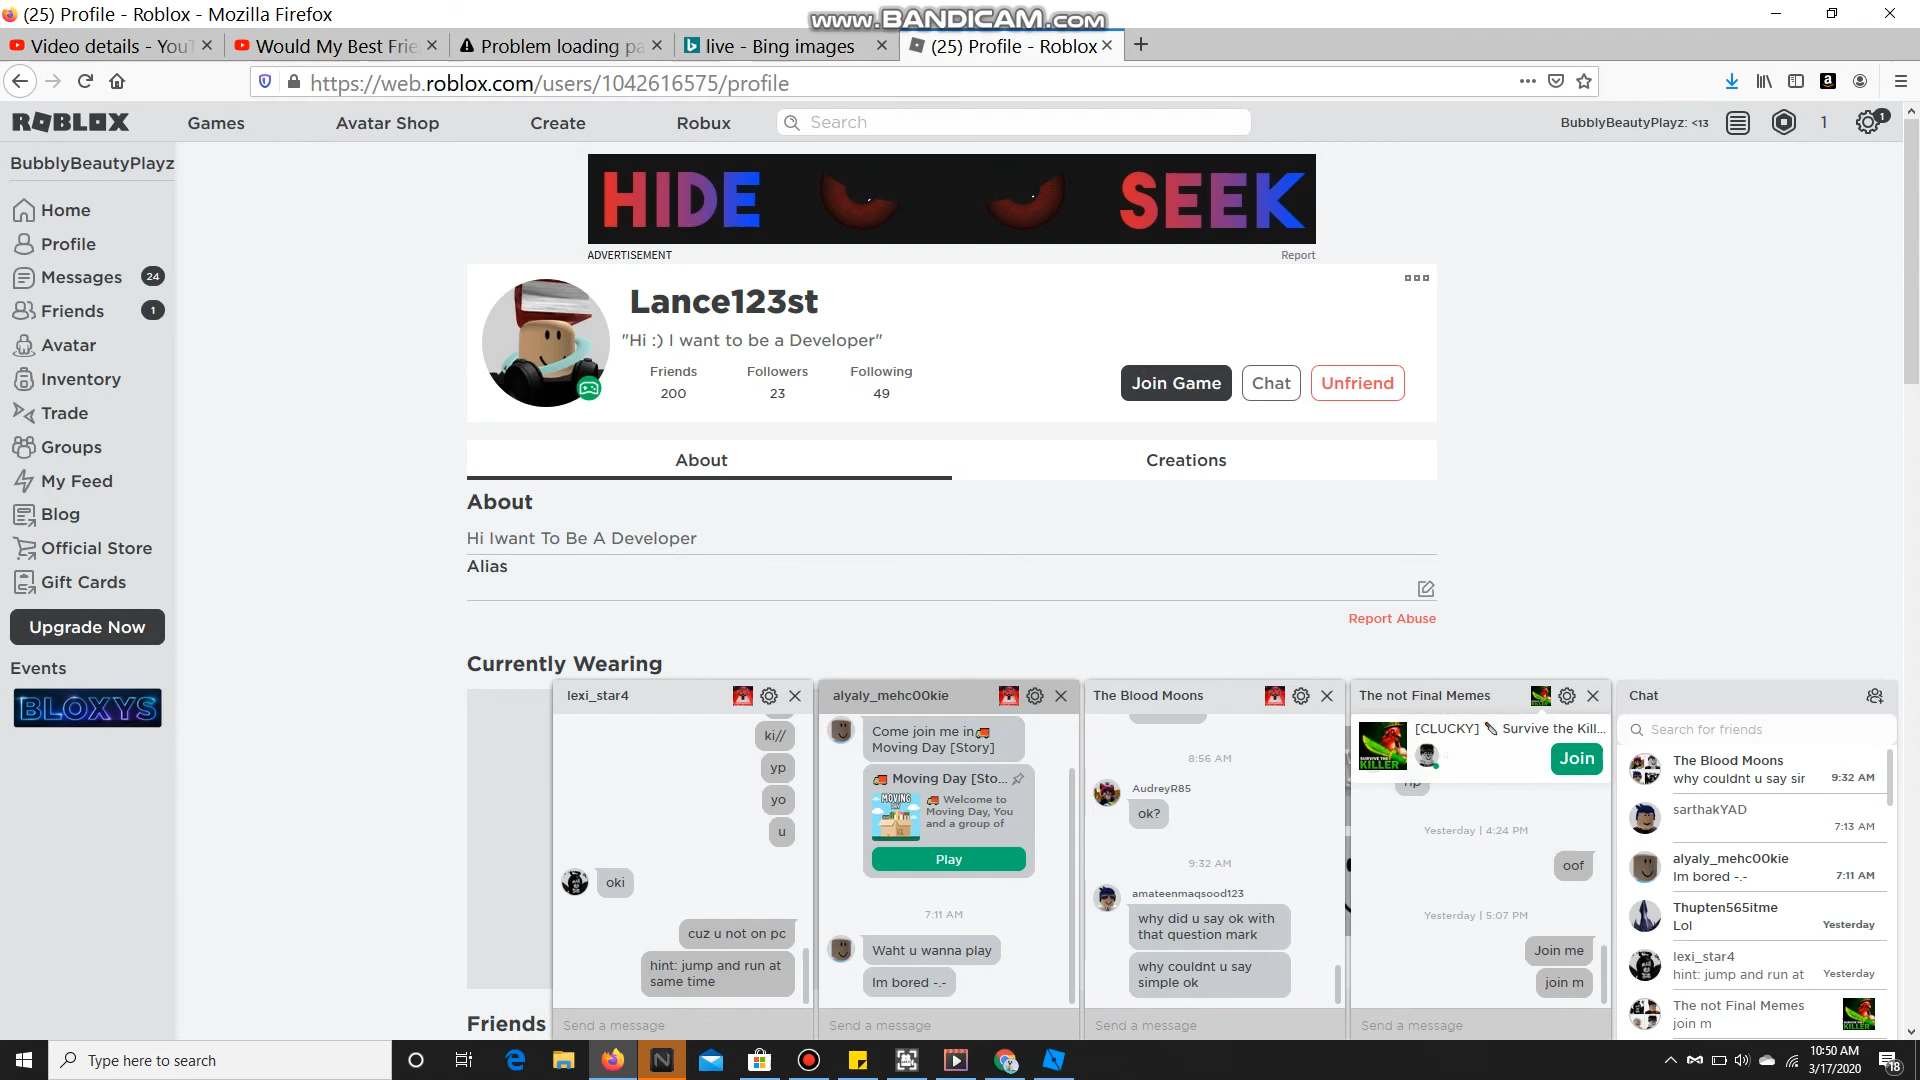 (25) Profile - Roblox - Mozilla Firefox
www.BANDICAM.com
Video details - You
Would My Best Frie
Problem loading pa
live - Bing images
(25) Profile - Roblox
https://web.roblox.com/users/1042616575/profile
ROBLOX
Games
Avatar Shop
Create
Robux
Search
BubblyBeautyPlayz: <13
1
1
BubblyBeautyPlayz
Home
Profile
Messages 24
Friends 1
Avatar
Inventory
Trade
Groups
My Feed
Blog
Official Store
Gift Cards
Upgrade Now
Events
BLOXYS
HIDE SEEK
ADVERTISEMENT
Report
Lance123st
"Hi :) I want to be a Developer"
Friends Followers Following
200 23 49
Join Game
Chat
Unfriend
About
Creations
About
Hi Iwant To Be A Developer
Alias
Report Abuse
Currently Wearing
Friends
lexi_star4
ki//
yp
yo
u
oki
cuz u not on pc
hint: jump and run at
same time
Send a message
alyaly_mehc00kie
Come join me in🚚
Moving Day [Story]
🚚 Moving Day [Sto...
MOVING
DAY
🚚 Welcome to
Moving Day, You
and a group of
Play
7:11 AM
Waht u wanna play
Im bored -.-
Send a message
The Blood Moons
8:56 AM
AudreyR85
ok?
9:32 AM
amateenmaqsood123
why did u say ok with
that question mark
why couldnt u say
simple ok
Send a message
The not Final Memes
[CLUCKY] 🔪 Survive the Kill...
SURVIVE THE
KILLER
Join
Yesterday | 4:24 PM
oof
Yesterday | 5:07 PM
Join me
join m
Send a message
Chat
Search for friends
The Blood Moons
why couldnt u say sir 9:32 AM
sarthakYAD
7:13 AM
alyaly_mehc00kie
Im bored -.- 7:11 AM
Thupten565itme
Lol Yesterday
lexi_star4
hint: jump and run at Yesterday
The not Final Memes
join m
Type here to search
10:50 AM
3/17/2020
18